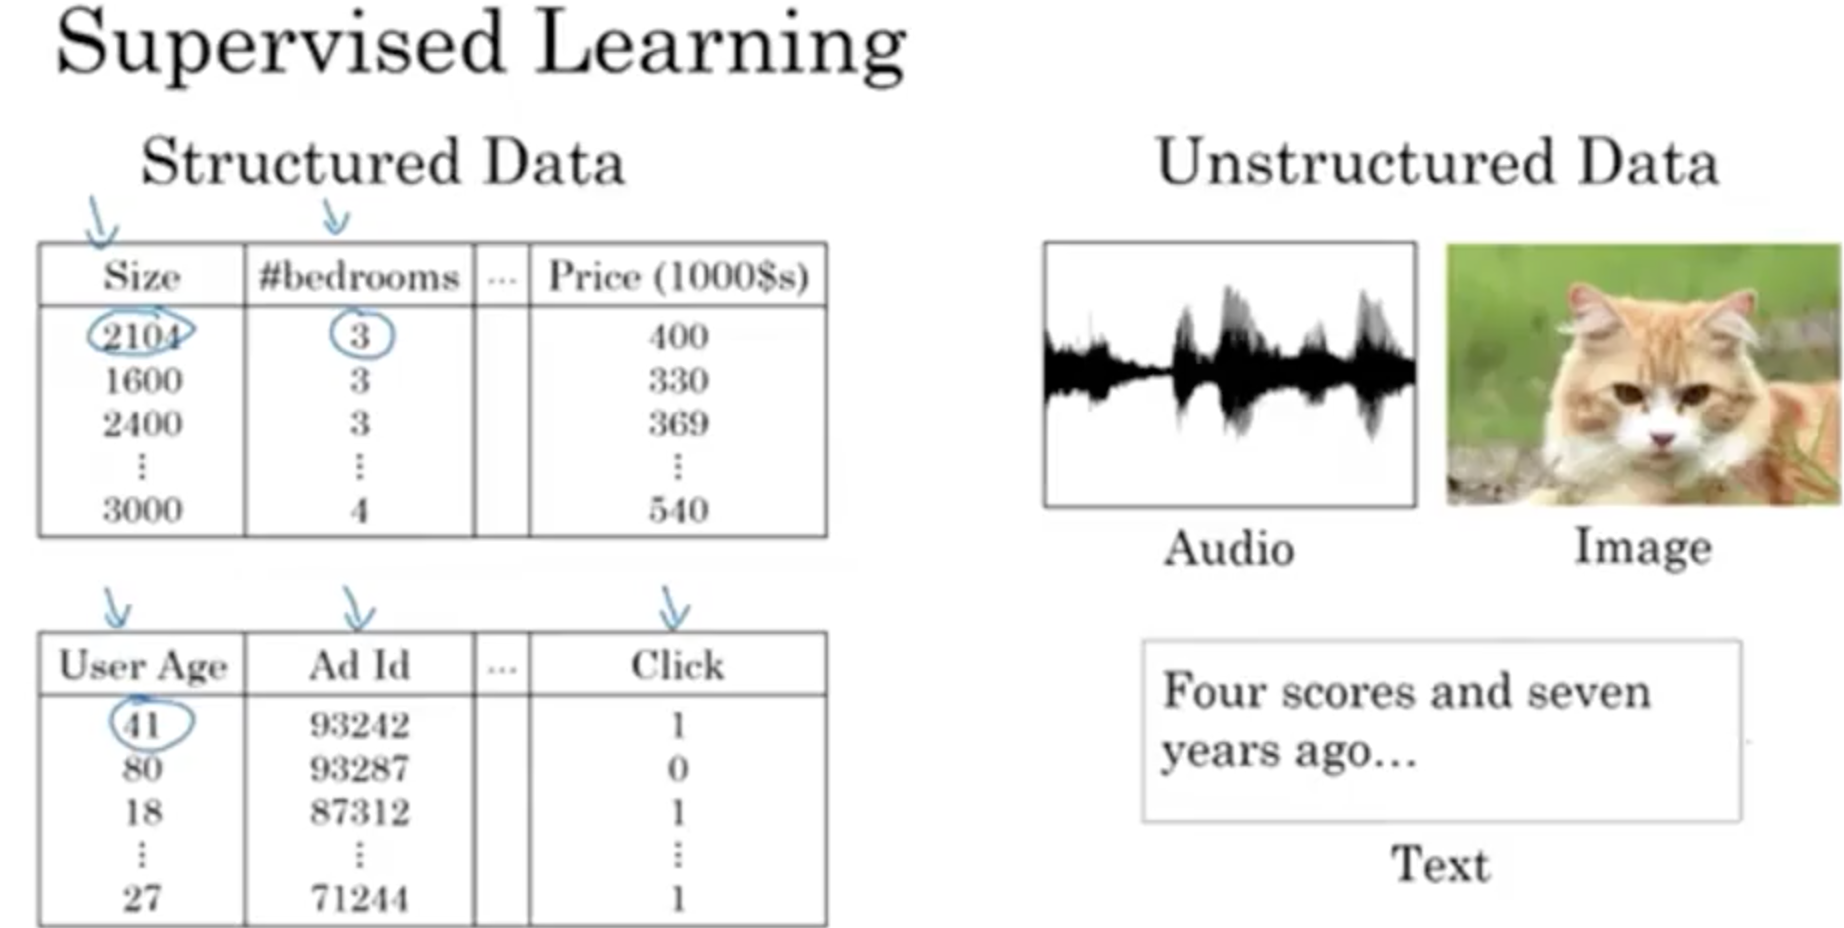 Supervised Learning
Structured Data
Size #bedrooms ... Price (1000$s)
2104 3 400
1600 3 330
2400 3 369
⋮ ⋮ ⋮
3000 4 540
User Age Ad Id ... Click
41 93242 1
80 93287 0
18 87312 1
⋮ ⋮ ⋮
27 71244 1
Unstructured Data
Audio
Image
Four scores and seven
years ago...
Text